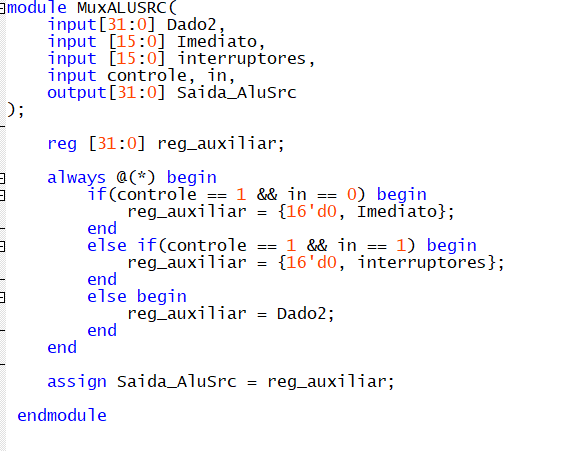 module MuxALUSRC(
input[31:0] Dado2,
input [15:0] Imediato,
input [15:0] interruptores,
input controle, in,
output[31:0] Saida_AluSrc
);
reg [31:0] reg_auxiliar;
always @(*) begin
if(controle == 1 && in == 0) begin
reg_auxiliar = {16'd0, Imediato};
end
else if(controle == 1 && in == 1) begin
reg_auxiliar = {16'd0, interruptores};
end
else begin
reg_auxiliar = Dado2;
end
end
assign Saida_AluSrc = reg_auxiliar;
endmodule